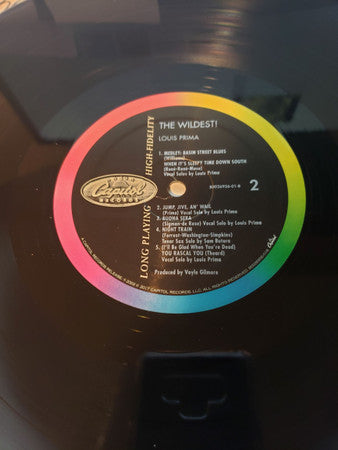 THE WILDEST!
LOUIS PRIMA
1. MEDLEY: BASIN STREET BLUES
(Williams)
WHEN IT'S SLEEPY TIME DOWN SOUTH
(René-René-Muse)
Vocal Solos by Louis Prima
2
Capitol
RECORDS
LONG PLAYING HIGH-FIDELITY
2. JUMP, JIVE, AN' WAIL
(Prima) Vocal Solo by Louis Prima
3. BUONA SERA
(Sigman-de Rose) Vocal Solo by Louis Prima
4. NIGHT TRAIN
(Forrest-Washington-Simpkins)
Tenor Sax Solo by Sam Butera
5. (I'll Be Glad When You're Dead)
YOU RASCAL YOU (Theard)
Vocal Solo by Louis Prima
Produced by Voyle Gilmore
Capitol